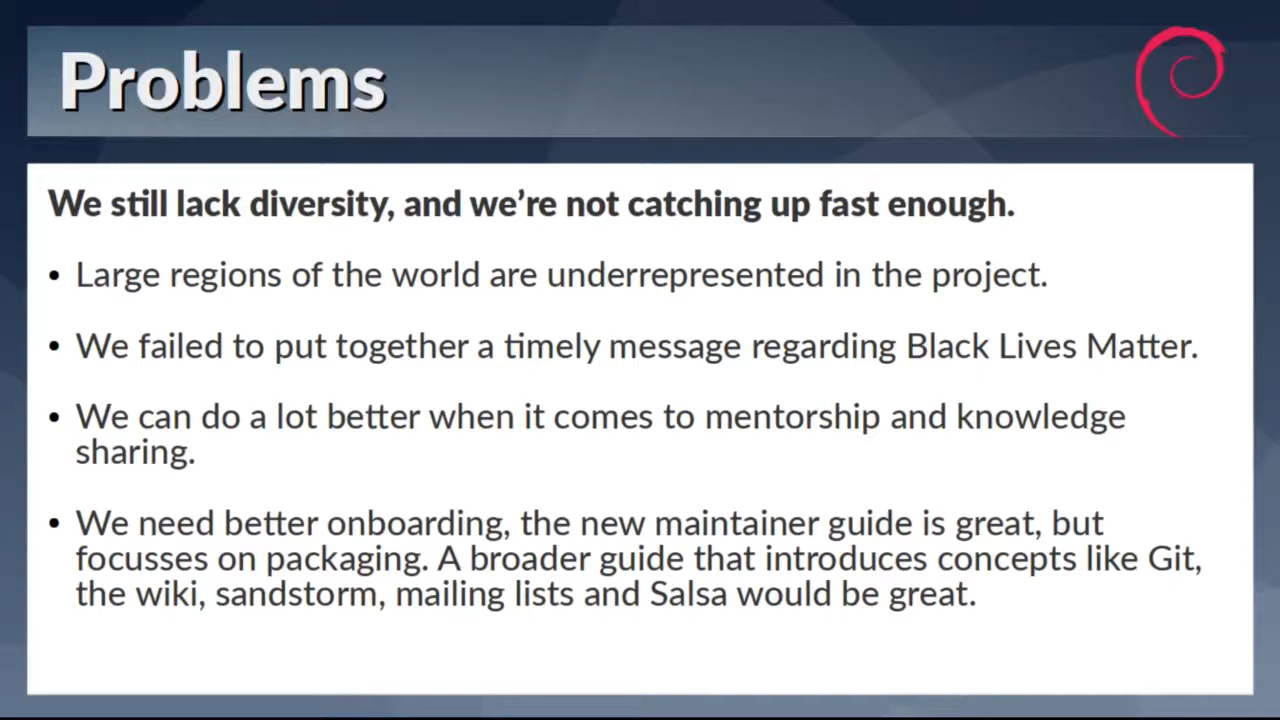 Problems
We still lack diversity, and we’re not catching up fast enough.
• Large regions of the world are underrepresented in the project.
• We failed to put together a timely message regarding Black Lives Matter.
• We can do a lot better when it comes to mentorship and knowledge
sharing.
• We need better onboarding, the new maintainer guide is great, but
focusses on packaging. A broader guide that introduces concepts like Git,
the wiki, sandstorm, mailing lists and Salsa would be great.